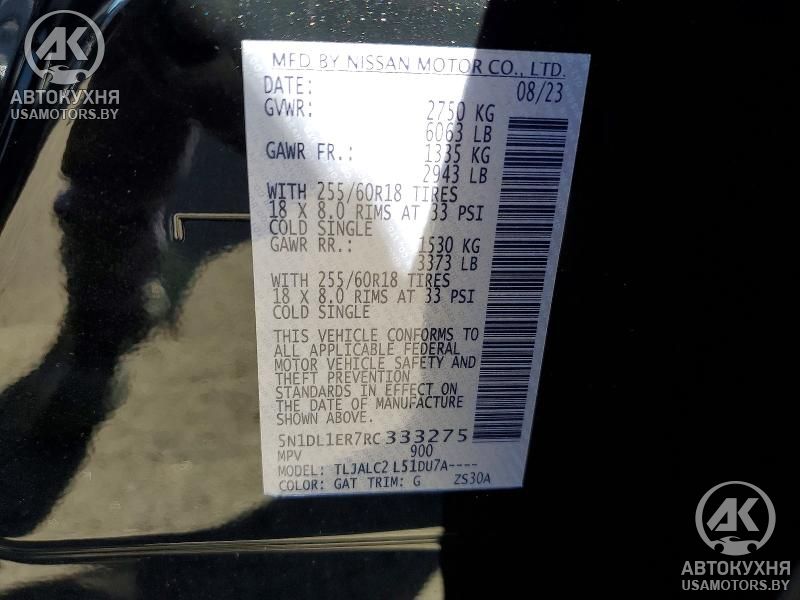 AK
АВТОКУХНЯ
USAMOTORS.BY
MFD BY NISSAN MOTOR CO., LTD.
DATE: 08/23
GVWR: 2750 KG
6063 LB
GAWR FR.: 1335 KG
2943 LB
WITH 255/60R18 TIRES
18 X 8.0 RIMS AT 33 PSI
COLD SINGLE
GAWR RR.: 1530 KG
3373 LB
WITH 255/60R18 TIRES
18 X 8.0 RIMS AT 33 PSI
COLD SINGLE
THIS VEHICLE CONFORMS TO
ALL APPLICABLE FEDERAL
MOTOR VEHICLE SAFETY AND
THEFT PREVENTION
STANDARDS IN EFFECT ON
THE DATE OF MANUFACTURE
SHOWN ABOVE.
5N1DL1ER7RC333275
MPV 900
MODEL: TLJALC2 L51DU7A----
COLOR: GAT TRIM: G ZS30A
AK
АВТОКУХНЯ
USAMOTORS.BY